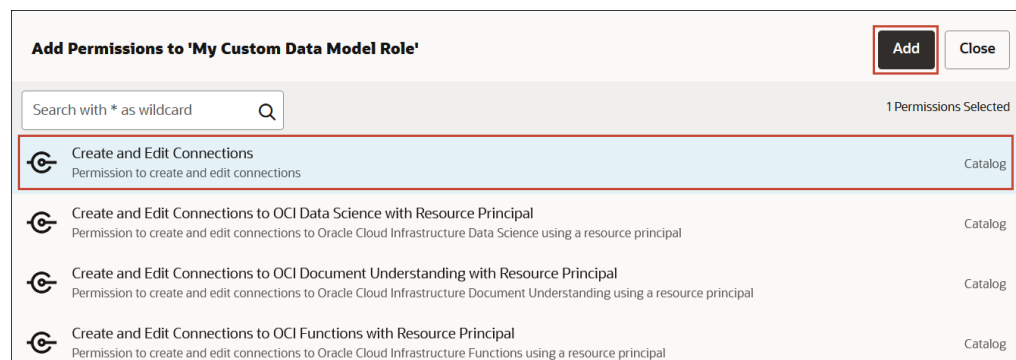 Add Permissions to 'My Custom Data Model Role'
Add
Close
Search with * as wildcard
1 Permissions Selected
Create and Edit Connections
Permission to create and edit connections
Catalog
Create and Edit Connections to OCI Data Science with Resource Principal
Permission to create and edit connections to Oracle Cloud Infrastructure Data Science using a resource principal
Catalog
Create and Edit Connections to OCI Document Understanding with Resource Principal
Permission to create and edit connections to Oracle Cloud Infrastructure Document Understanding using a resource principal
Catalog
Create and Edit Connections to OCI Functions with Resource Principal
Permission to create and edit connections to Oracle Cloud Infrastructure Functions using a resource principal
Catalog